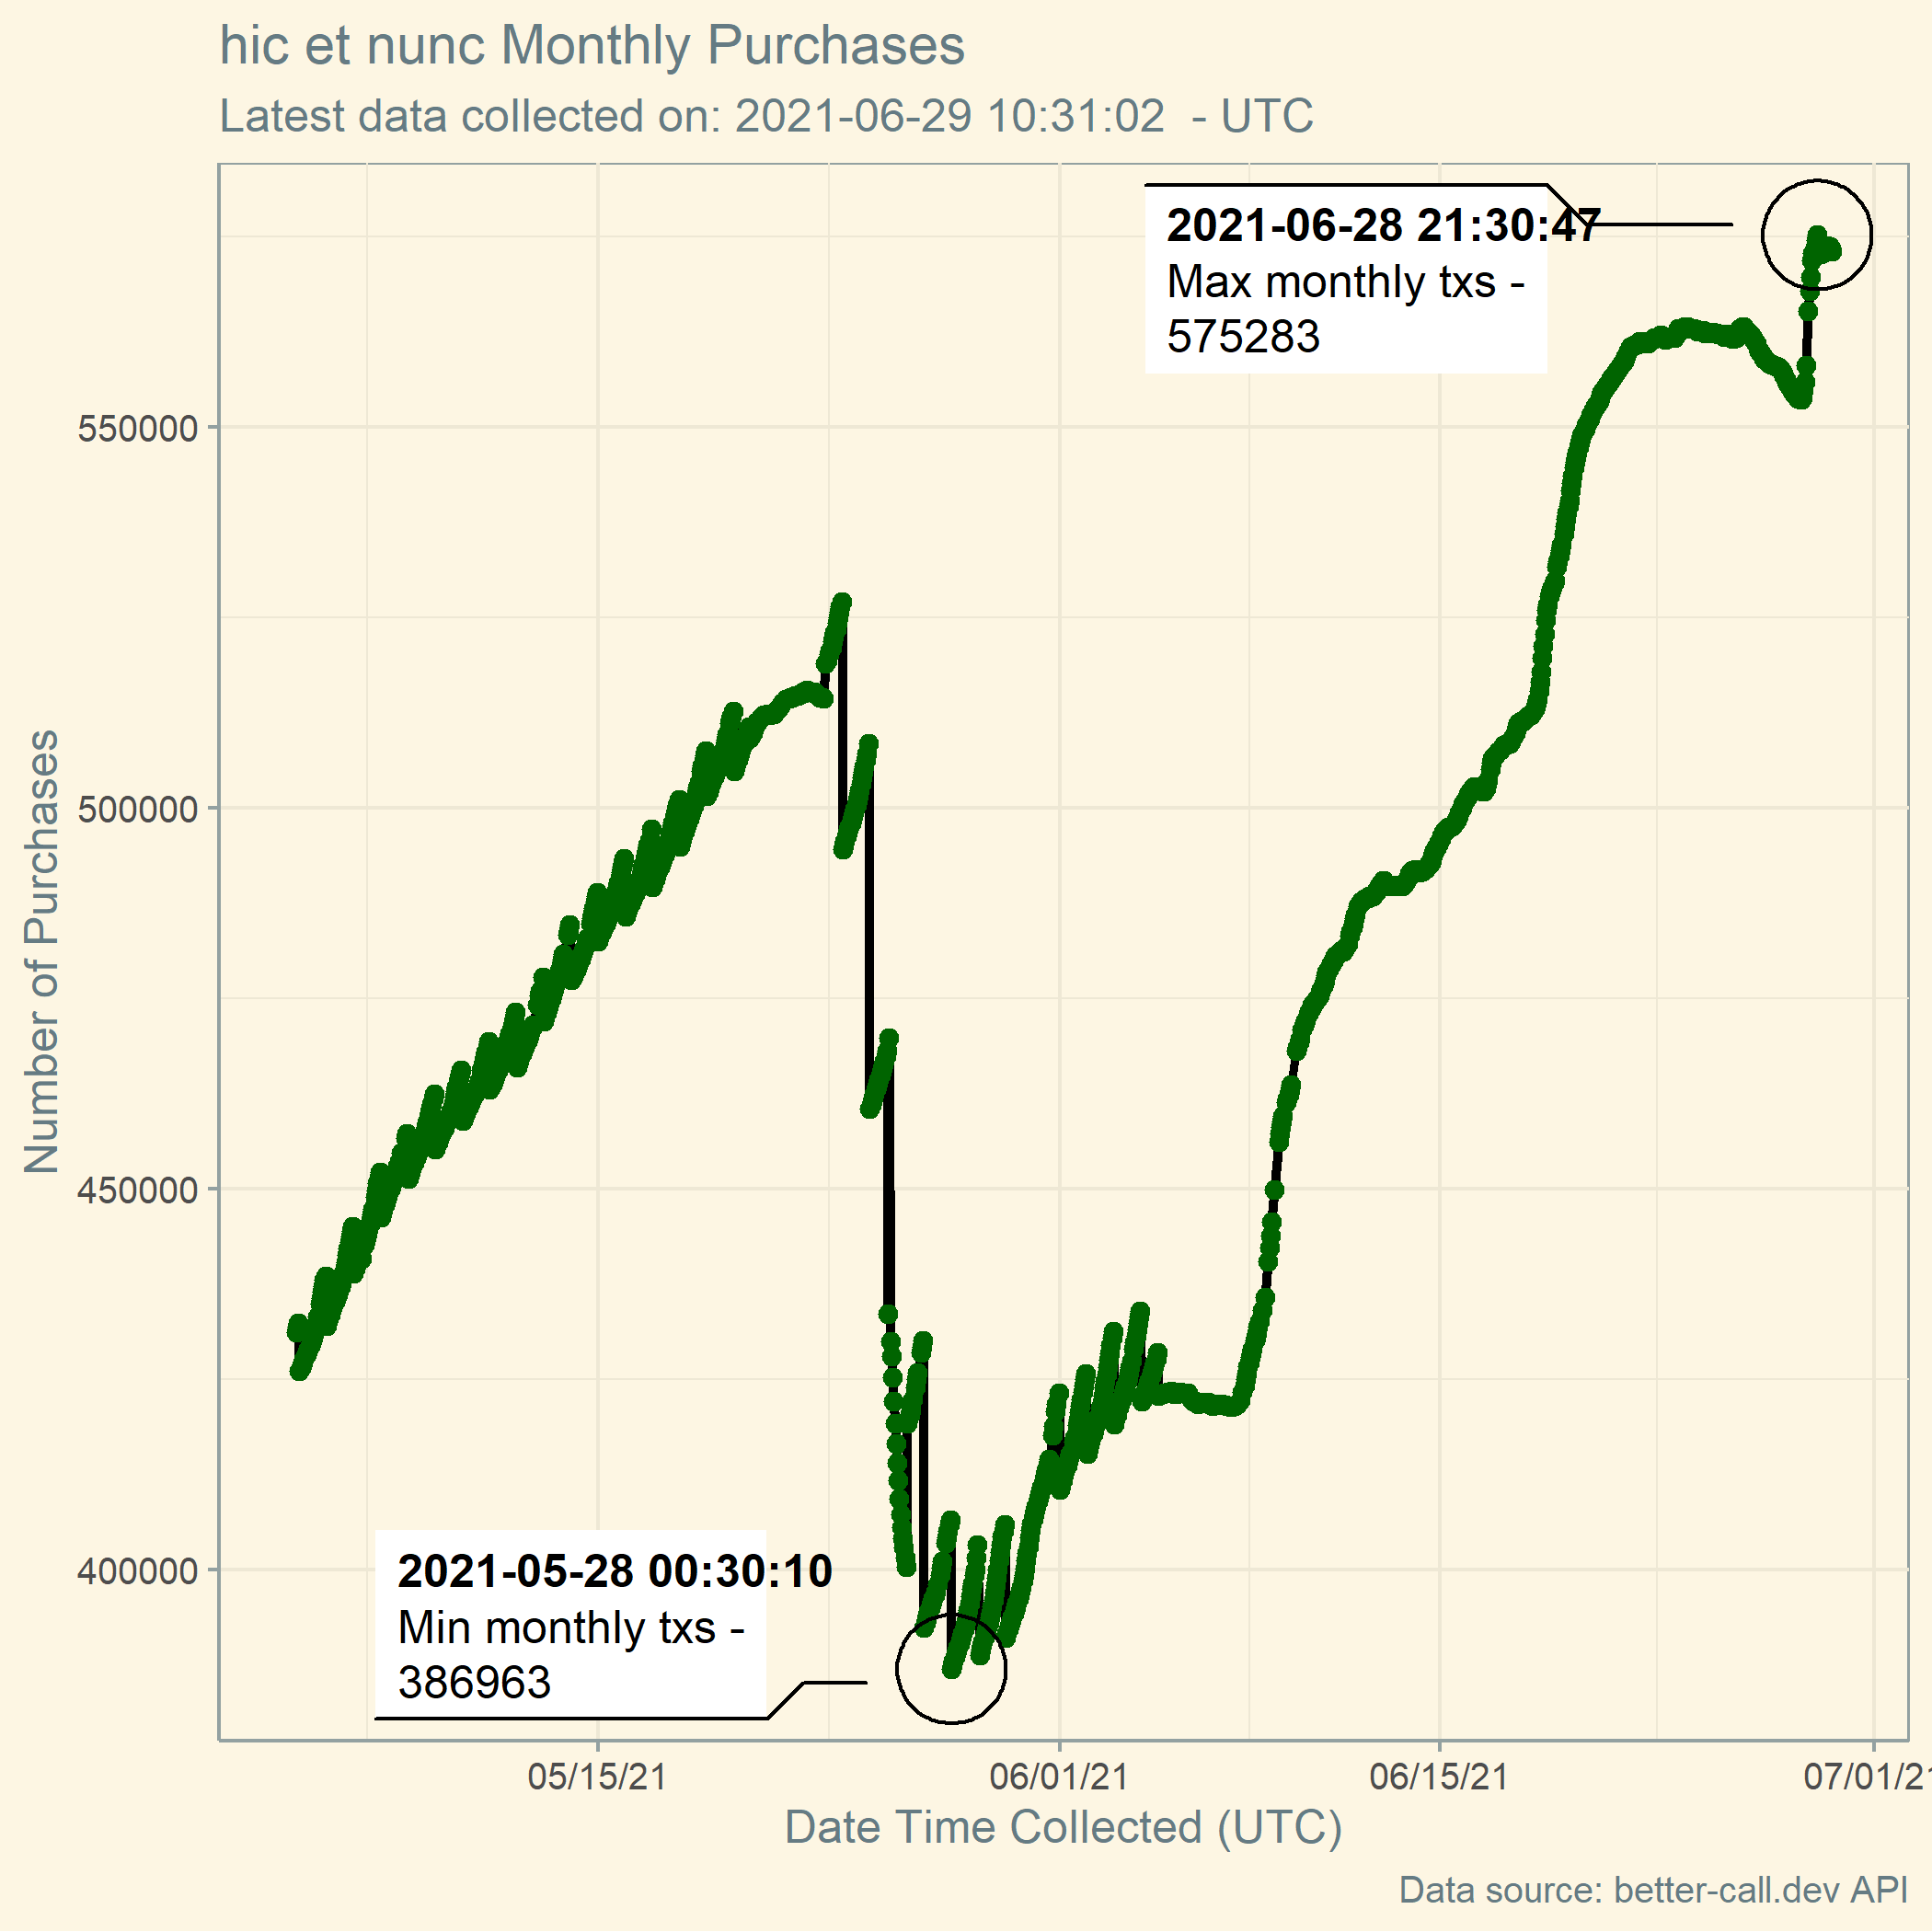 hic et nunc Monthly Purchases
Latest data collected on: 2021-06-29 10:31:02  - UTC
2021-06-28 21:30:47
Max monthly txs -
575283
550000
500000
450000
400000
Number of Purchases
2021-05-28 00:30:10
Min monthly txs -
386963
05/15/21
06/01/21
06/15/21
07/01/21
Date Time Collected (UTC)
Data source: better-call.dev API